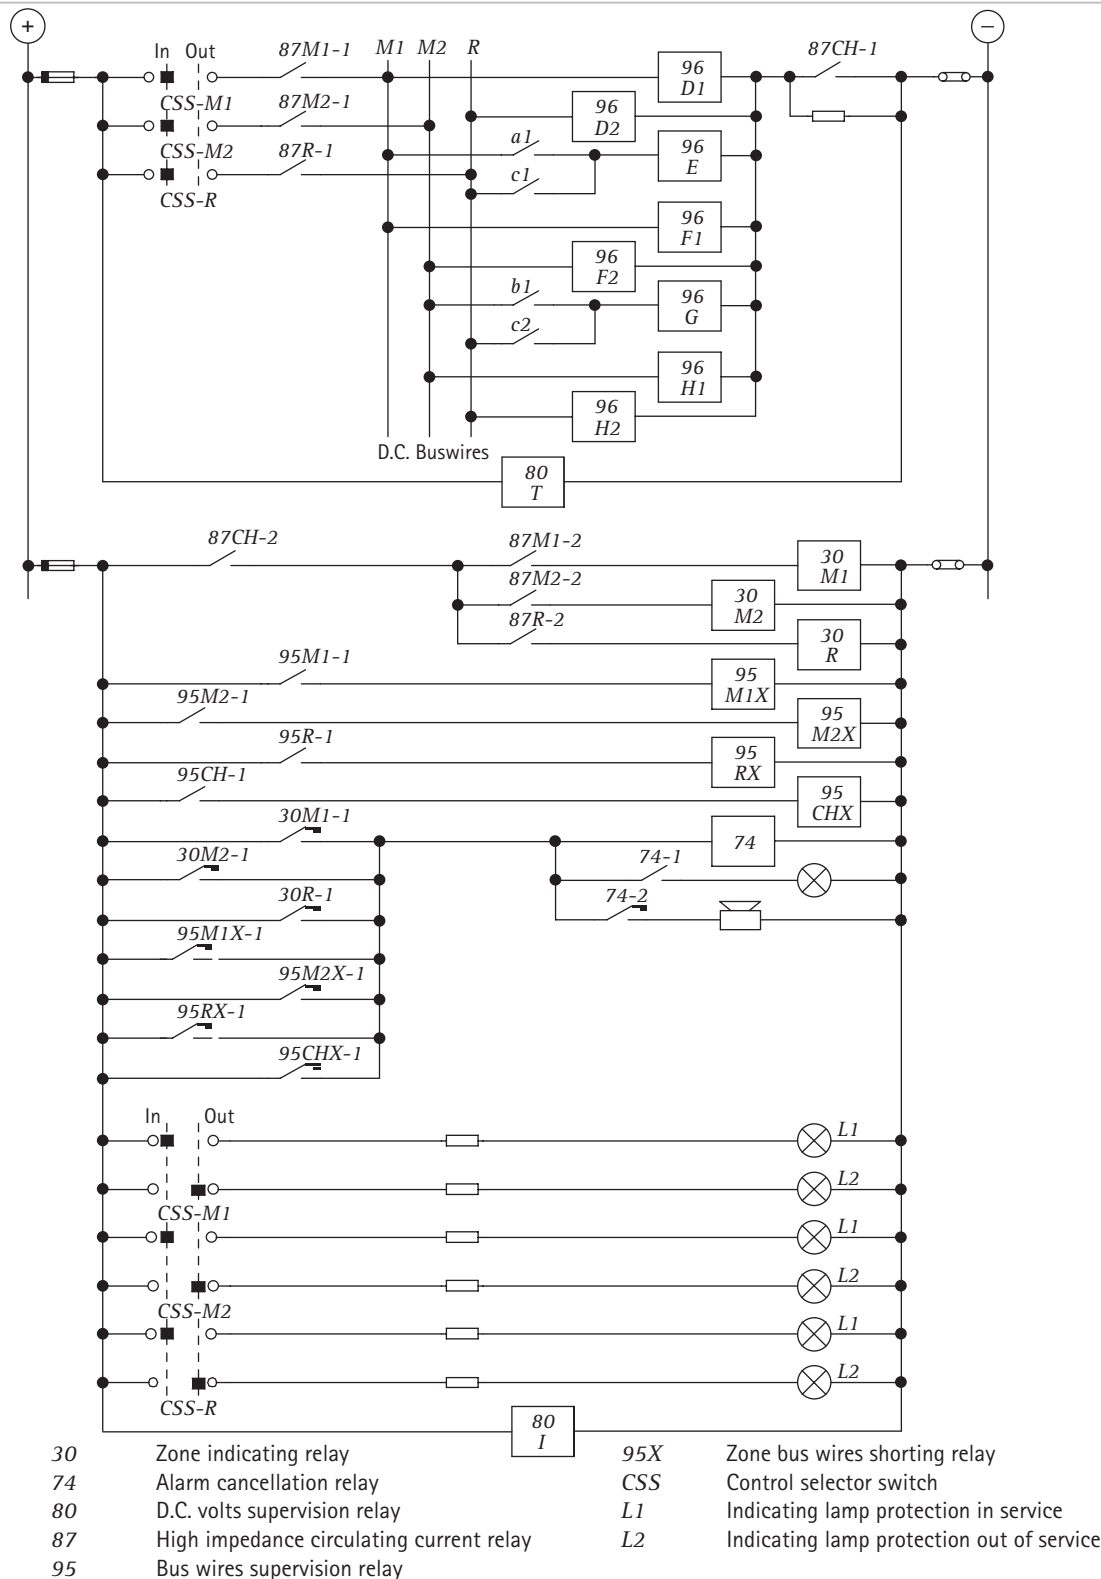 + −
In Out 87M1-1 M1 M2 R 87CH-1
96
D1
CSS-M1 87M2-1
96
D2
CSS-M2 87R-1
a1
96
E
c1
CSS-R
96
F1
96
F2
b1
96
G
c2
96
H1
96
H2
D.C. Buswires
80
T
87CH-2 87M1-2
30
M1
87M2-2
30
M2
87R-2
30
R
95M1-1
95
M1X
95M2-1
95
M2X
95R-1
95
RX
95CH-1
95
CHX
30M1-1
74
30M2-1 74-1
30R-1 74-2
95M1X-1
95M2X-1
95RX-1
95CHX-1
In Out
L1
L2
CSS-M1
L1
L2
CSS-M2
L1
L2
CSS-R
80
I
30 Zone indicating relay
74 Alarm cancellation relay
80 D.C. volts supervision relay
87 High impedance circulating current relay
95 Bus wires supervision relay
95X Zone bus wires shorting relay
CSS Control selector switch
L1 Indicating lamp protection in service
L2 Indicating lamp protection out of service